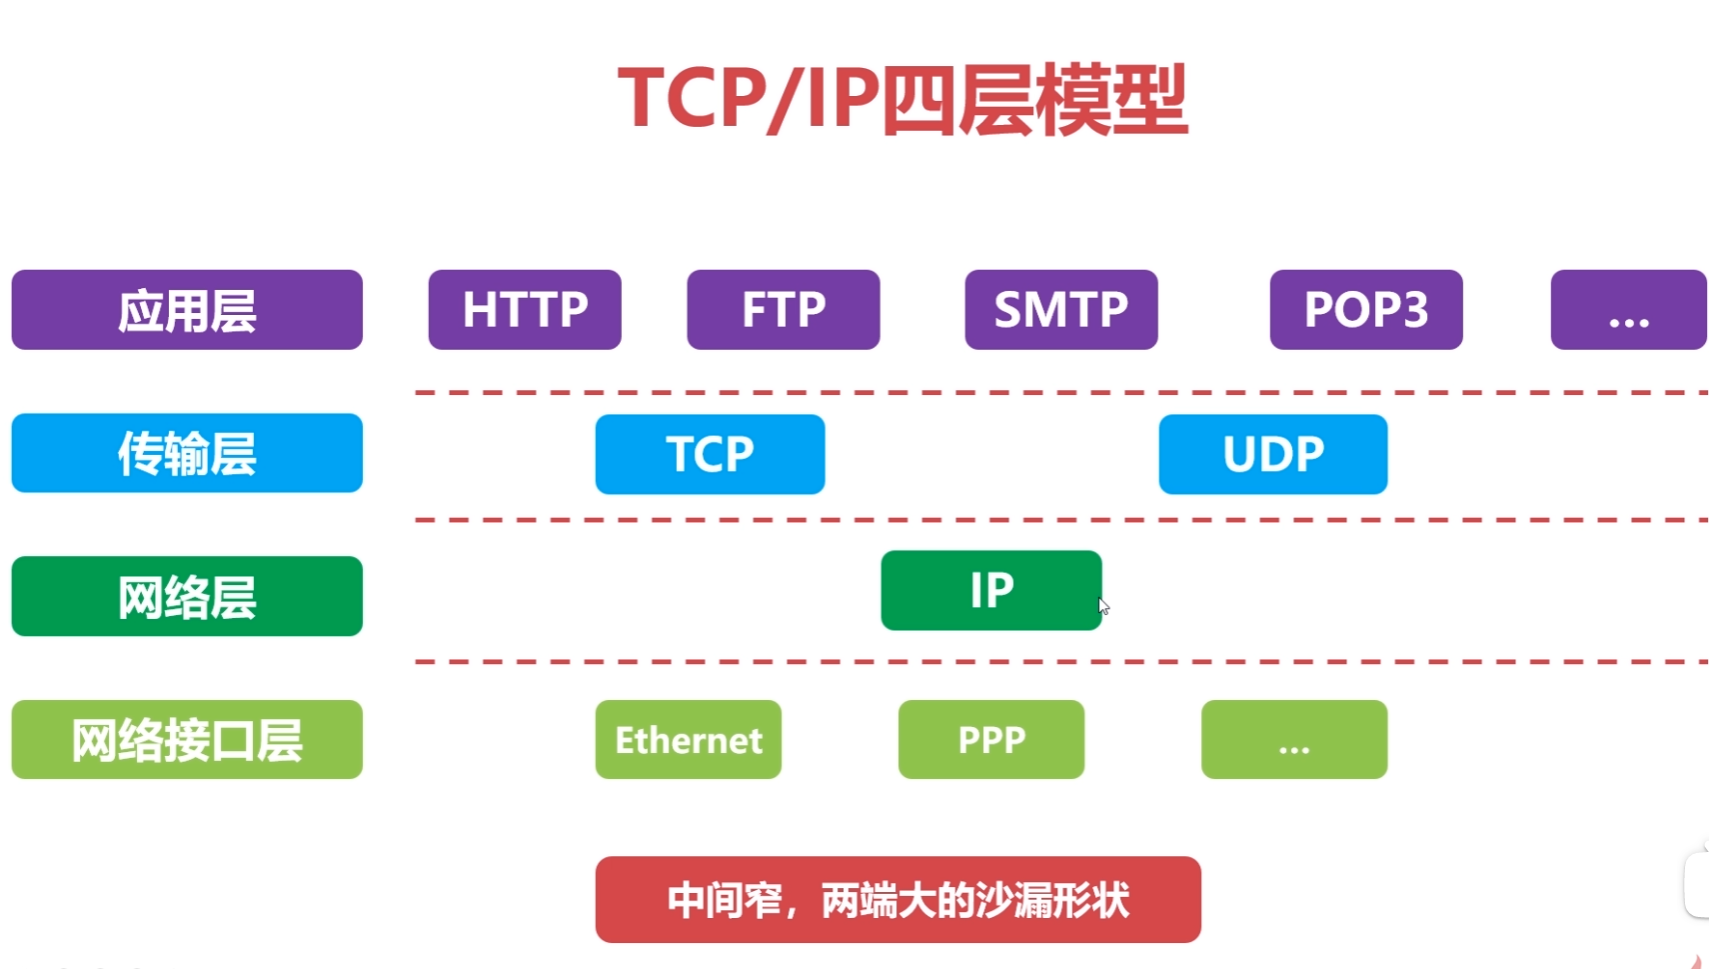 TCP/IP四层模型
应用层 HTTP FTP SMTP POP3 ...
传输层 TCP UDP
网络层 IP
网络接口层 Ethernet PPP ...
中间窄，两端大的沙漏形状